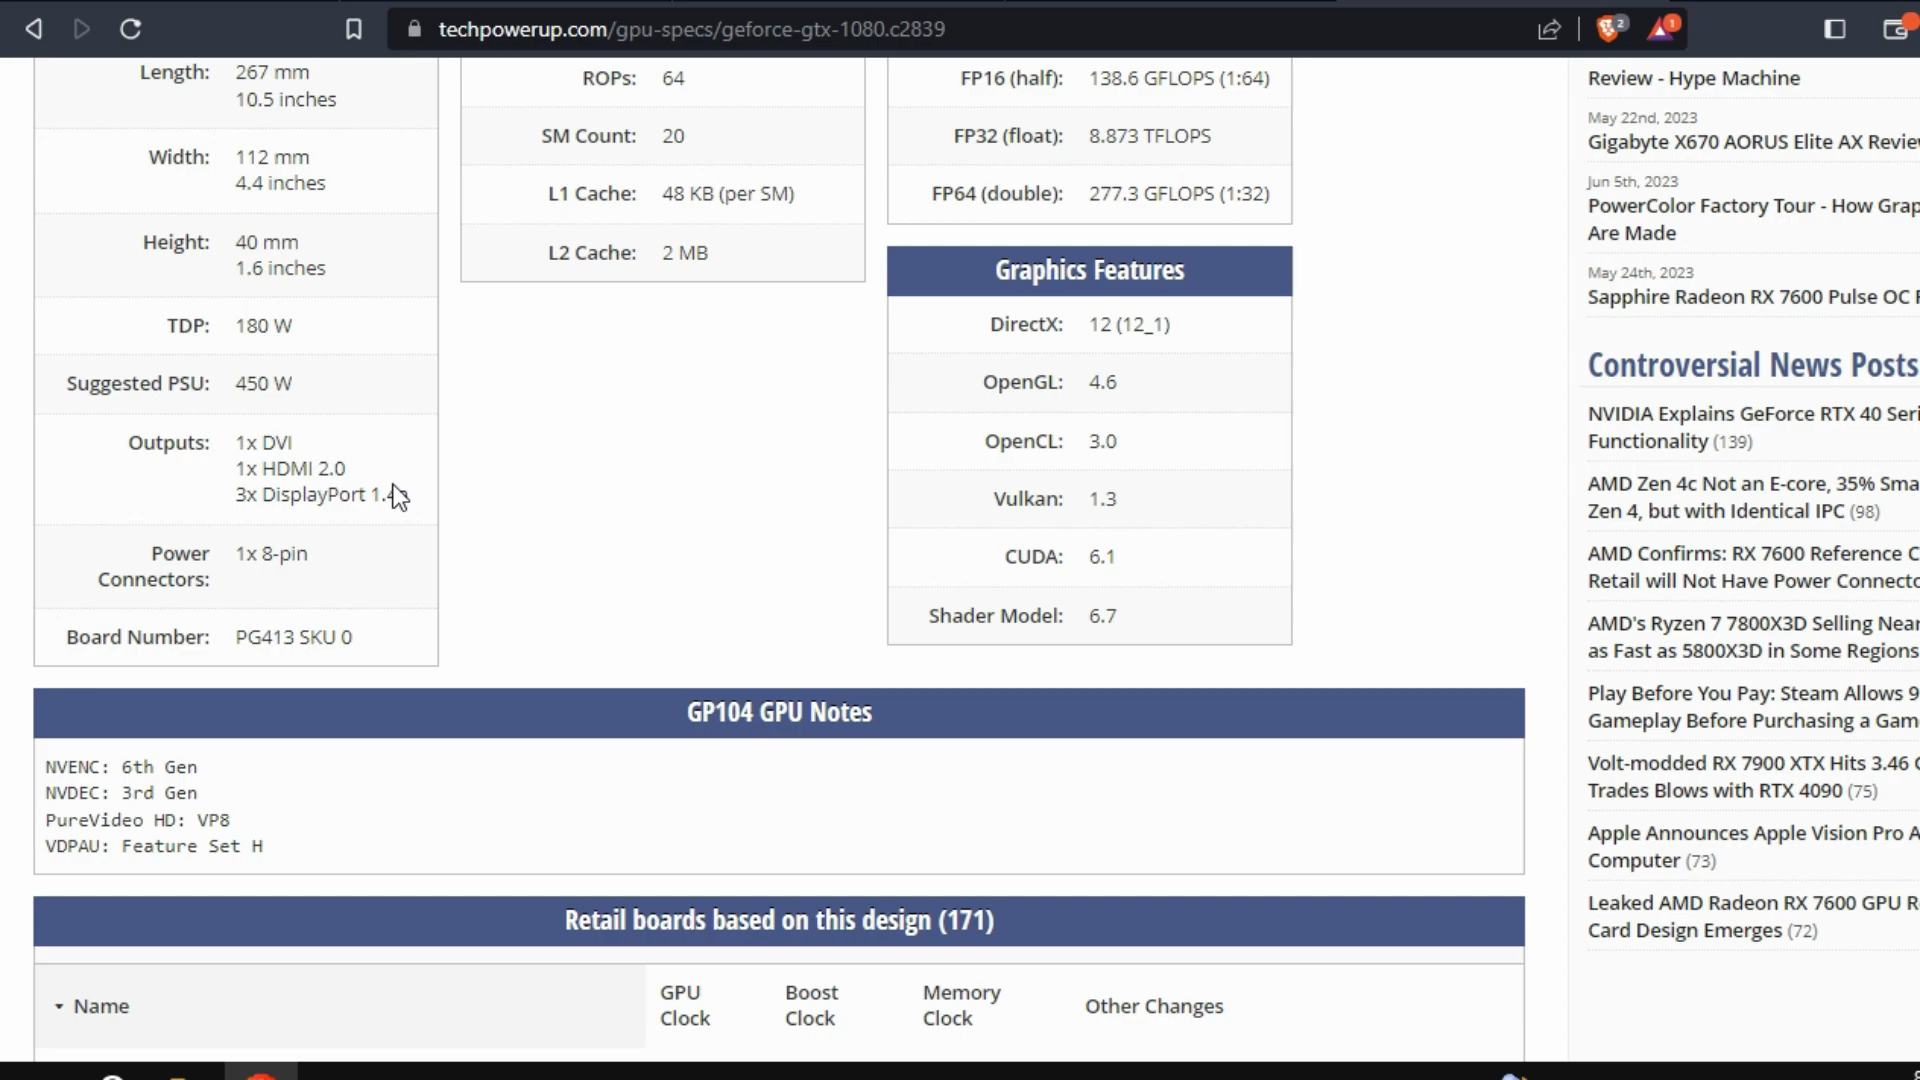 techpowerup.com/gpu-specs/geforce-gtx-1080.c2839
2
1
Length: 267 mm
10.5 inches
Width: 112 mm
4.4 inches
Height: 40 mm
1.6 inches
TDP: 180 W
Suggested PSU: 450 W
Outputs: 1x DVI
1x HDMI 2.0
3x DisplayPort
Power Connectors: 1x 8-pin
Board Number: PG413 SKU 0
ROPs: 64
SM Count: 20
L1 Cache: 48 KB (per SM)
L2 Cache: 2 MB
FP16 (half): 138.6 GFLOPS (1:64)
FP32 (float): 8.873 TFLOPS
FP64 (double): 277.3 GFLOPS (1:32)
Graphics Features
DirectX: 12 (12_1)
OpenGL: 4.6
OpenCL: 3.0
Vulkan: 1.3
CUDA: 6.1
Shader Model: 6.7
GP104 GPU Notes
NVENC: 6th Gen
NVDEC: 3rd Gen
PureVideo HD: VP8
VDPAU: Feature Set H
Retail boards based on this design (171)
Name
GPU Clock
Boost Clock
Memory Clock
Other Changes
Review - Hype Machine
May 22nd, 2023
Gigabyte X670 AORUS Elite AX
Jun 5th, 2023
PowerColor Factory Tour - How
Are Made
May 24th, 2023
Sapphire Radeon RX 7600 Pulse OC
Controversial News Posts
NVIDIA Explains GeForce RTX 40
Functionality (139)
AMD Zen 4c Not an E-core, 35%
Zen 4, but with Identical IPC (98)
AMD Confirms: RX 7600 Reference
Retail will Not Have Power
AMD's Ryzen 7 7800X3D Selling
as Fast as 5800X3D in Some Regions
Play Before You Pay: Steam Allows
Gameplay Before Purchasing a
Volt-modded RX 7900 XTX Hits 3.46
Trades Blows with RTX 4090 (75)
Apple Announces Apple Vision Pro
Computer (73)
Leaked AMD Radeon RX 7600 GPU
Card Design Emerges (72)